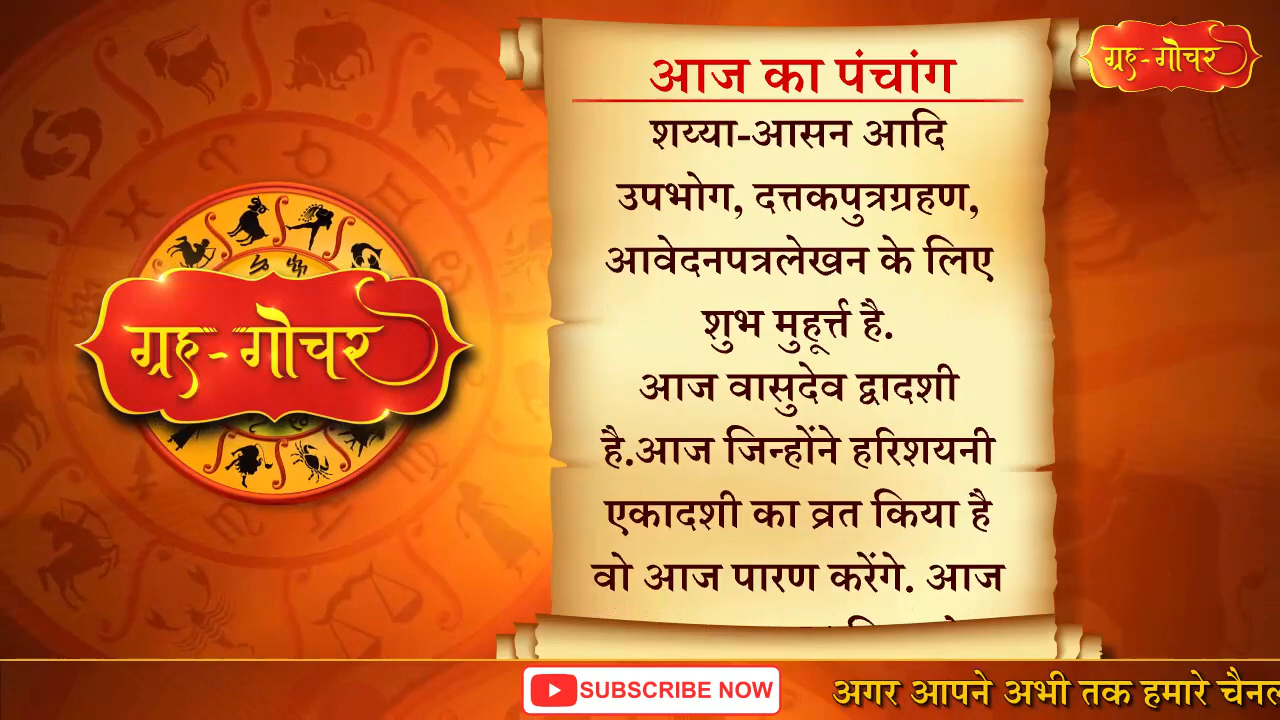 ग्रह-गोचर
आज का पंचांग
शय्या-आसन आदि
उपभोग, दत्तकपुत्रग्रहण,
आवेदनपत्रलेखन के लिए
शुभ मुहूर्त्त है.
आज वासुदेव द्वादशी
है.आज जिन्होंने हरिशयनी
एकादशी का व्रत किया है
वो आज पारण करेंगे. आज
ग्रह-गोचर
SUBSCRIBE NOW
अगर आपने अभी तक हमारे चैनल